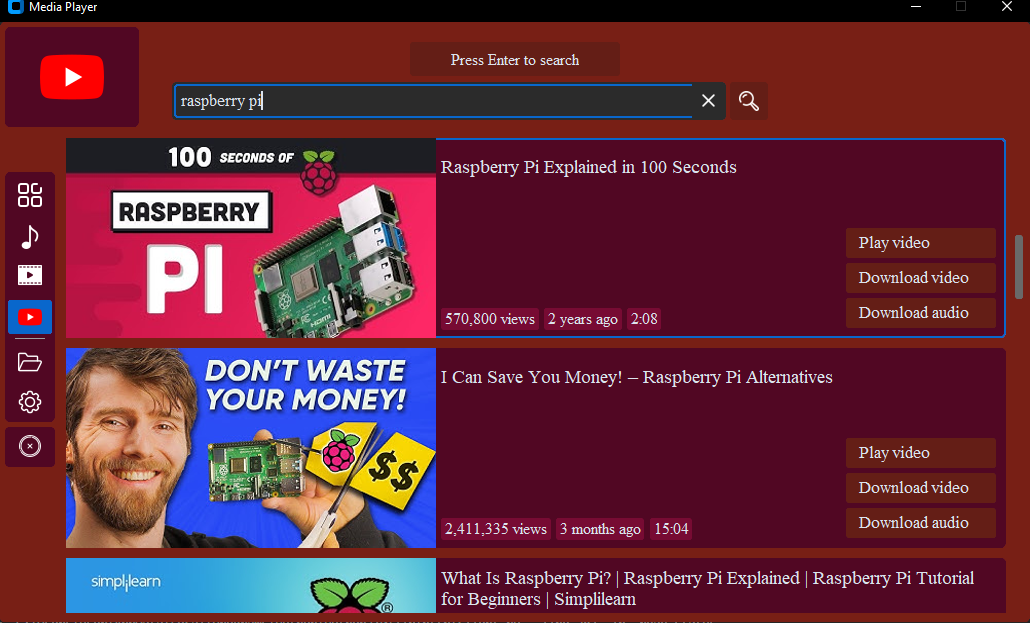 Media Player
Press Enter to search
raspberry pi
100 SECONDS OF
RASPBERRY
PI
Raspberry Pi Explained in 100 Seconds
Play video
Download video
Download audio
570,800 views
2 years ago
2:08
DON'T WASTE
YOUR MONEY!
$$
I Can Save You Money! – Raspberry Pi Alternatives
Play video
Download video
Download audio
2,411,335 views
3 months ago
15:04
simplilearn
What Is Raspberry Pi? | Raspberry Pi Explained | Raspberry Pi Tutorial
for Beginners | Simplilearn